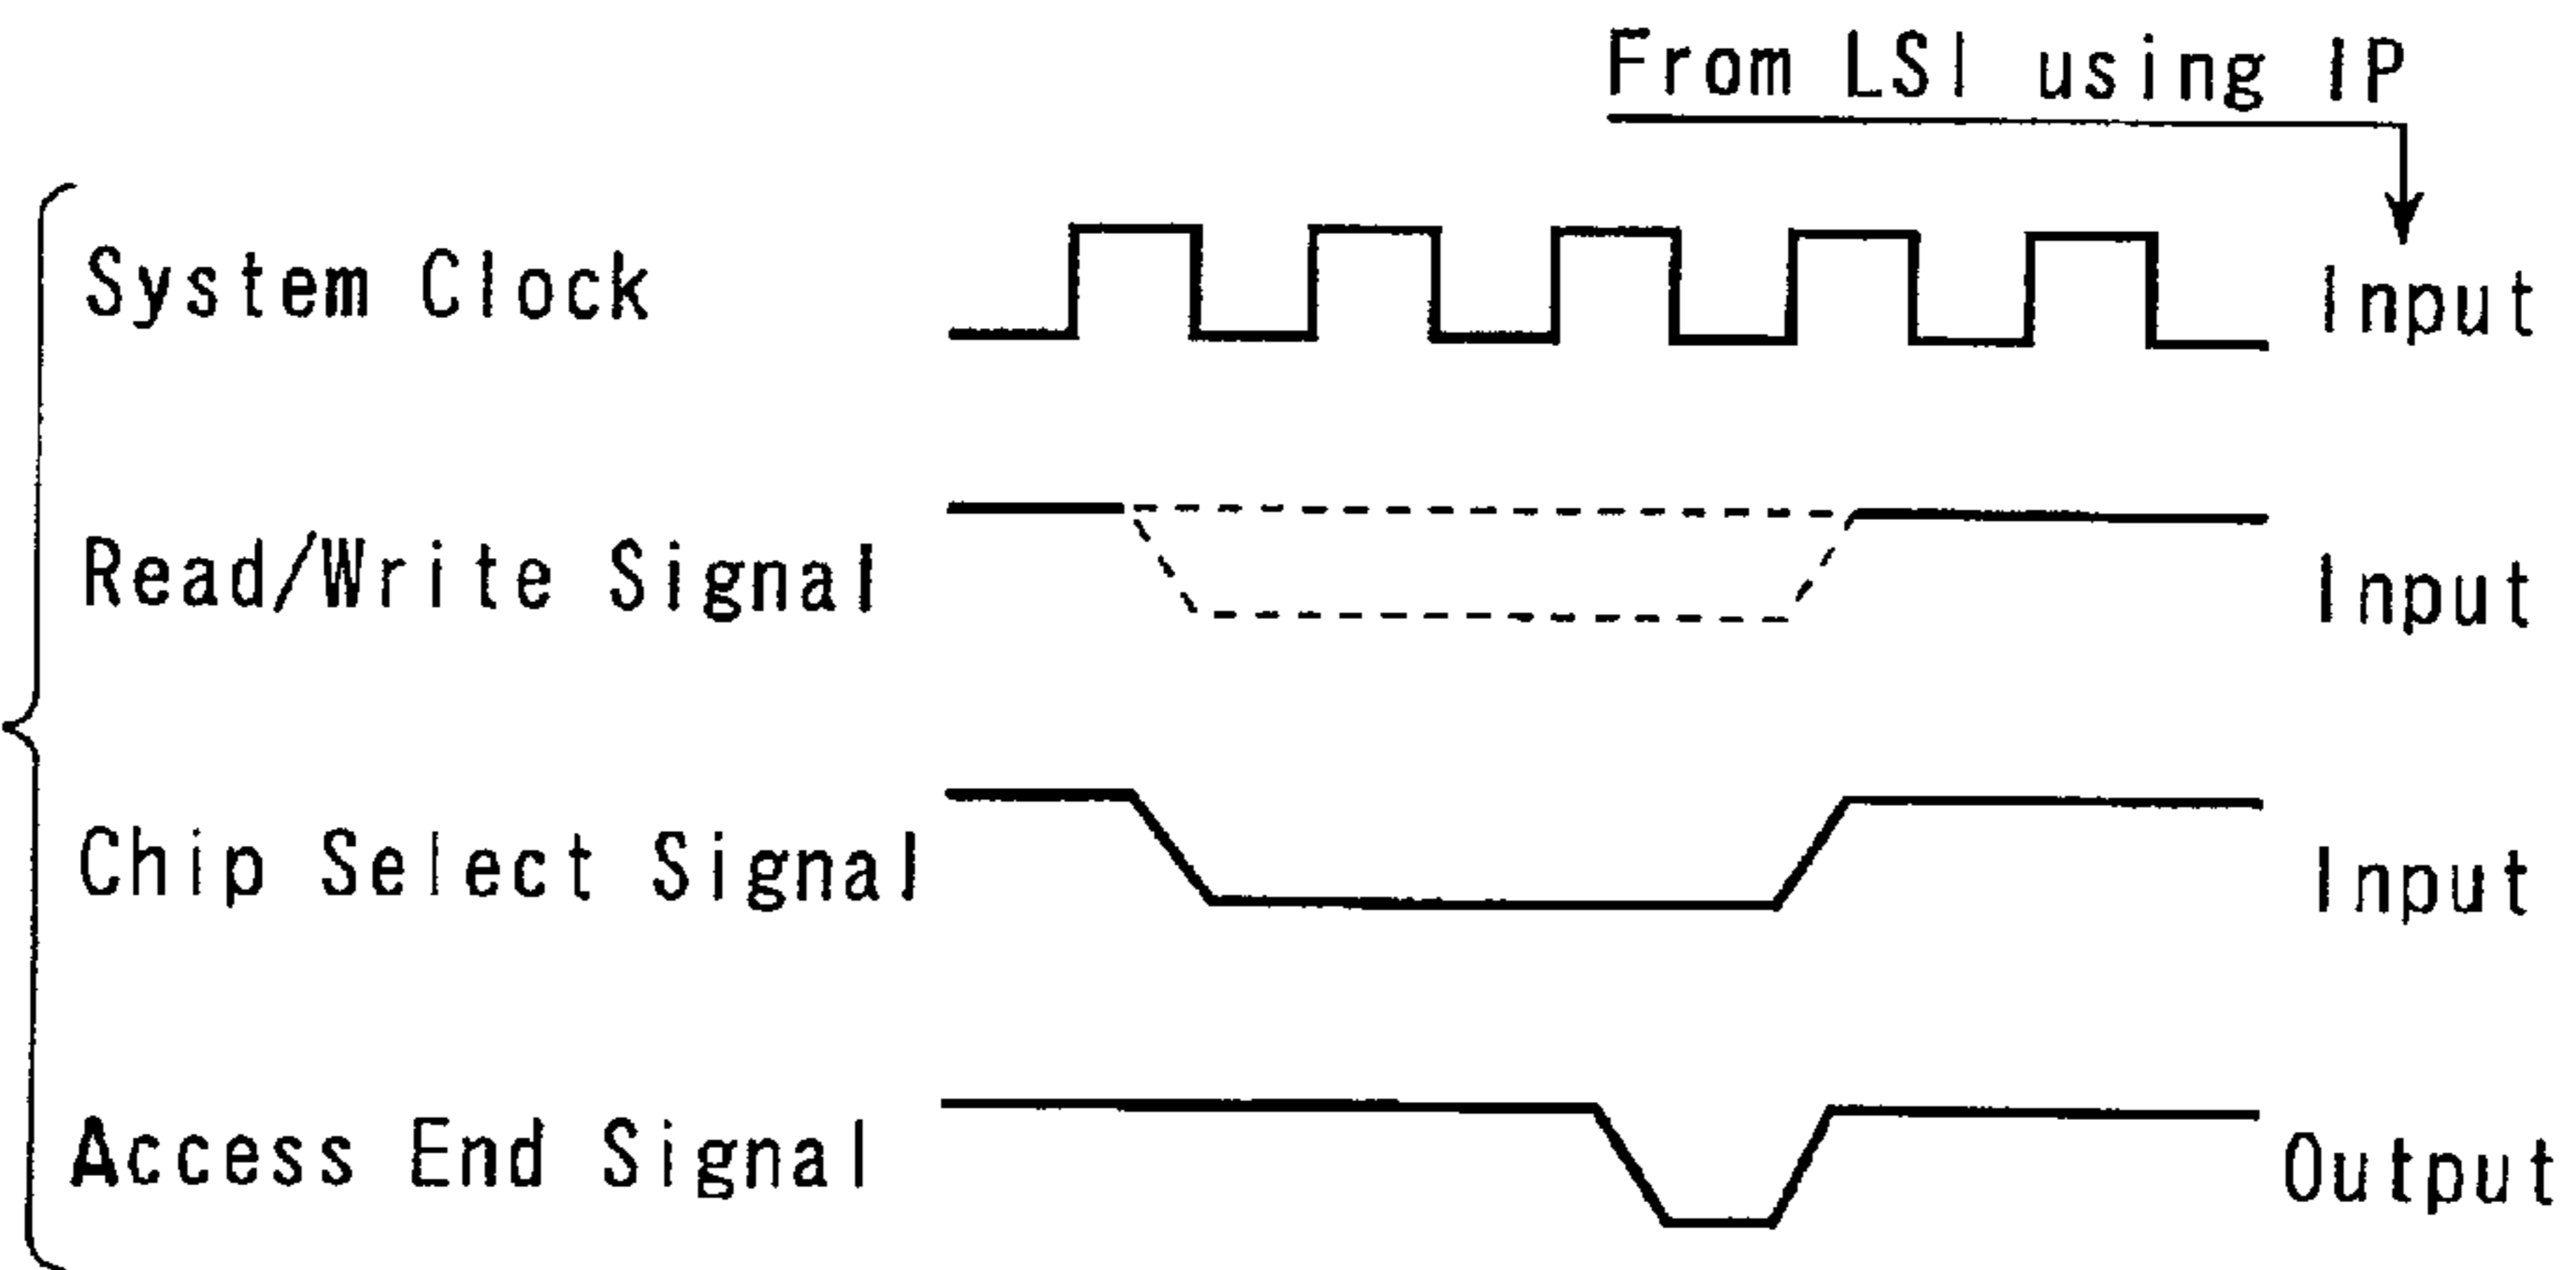 From LSI using IP
System Clock Input
Read/Write Signal Input
Chip Select Signal Input
Access End Signal Output